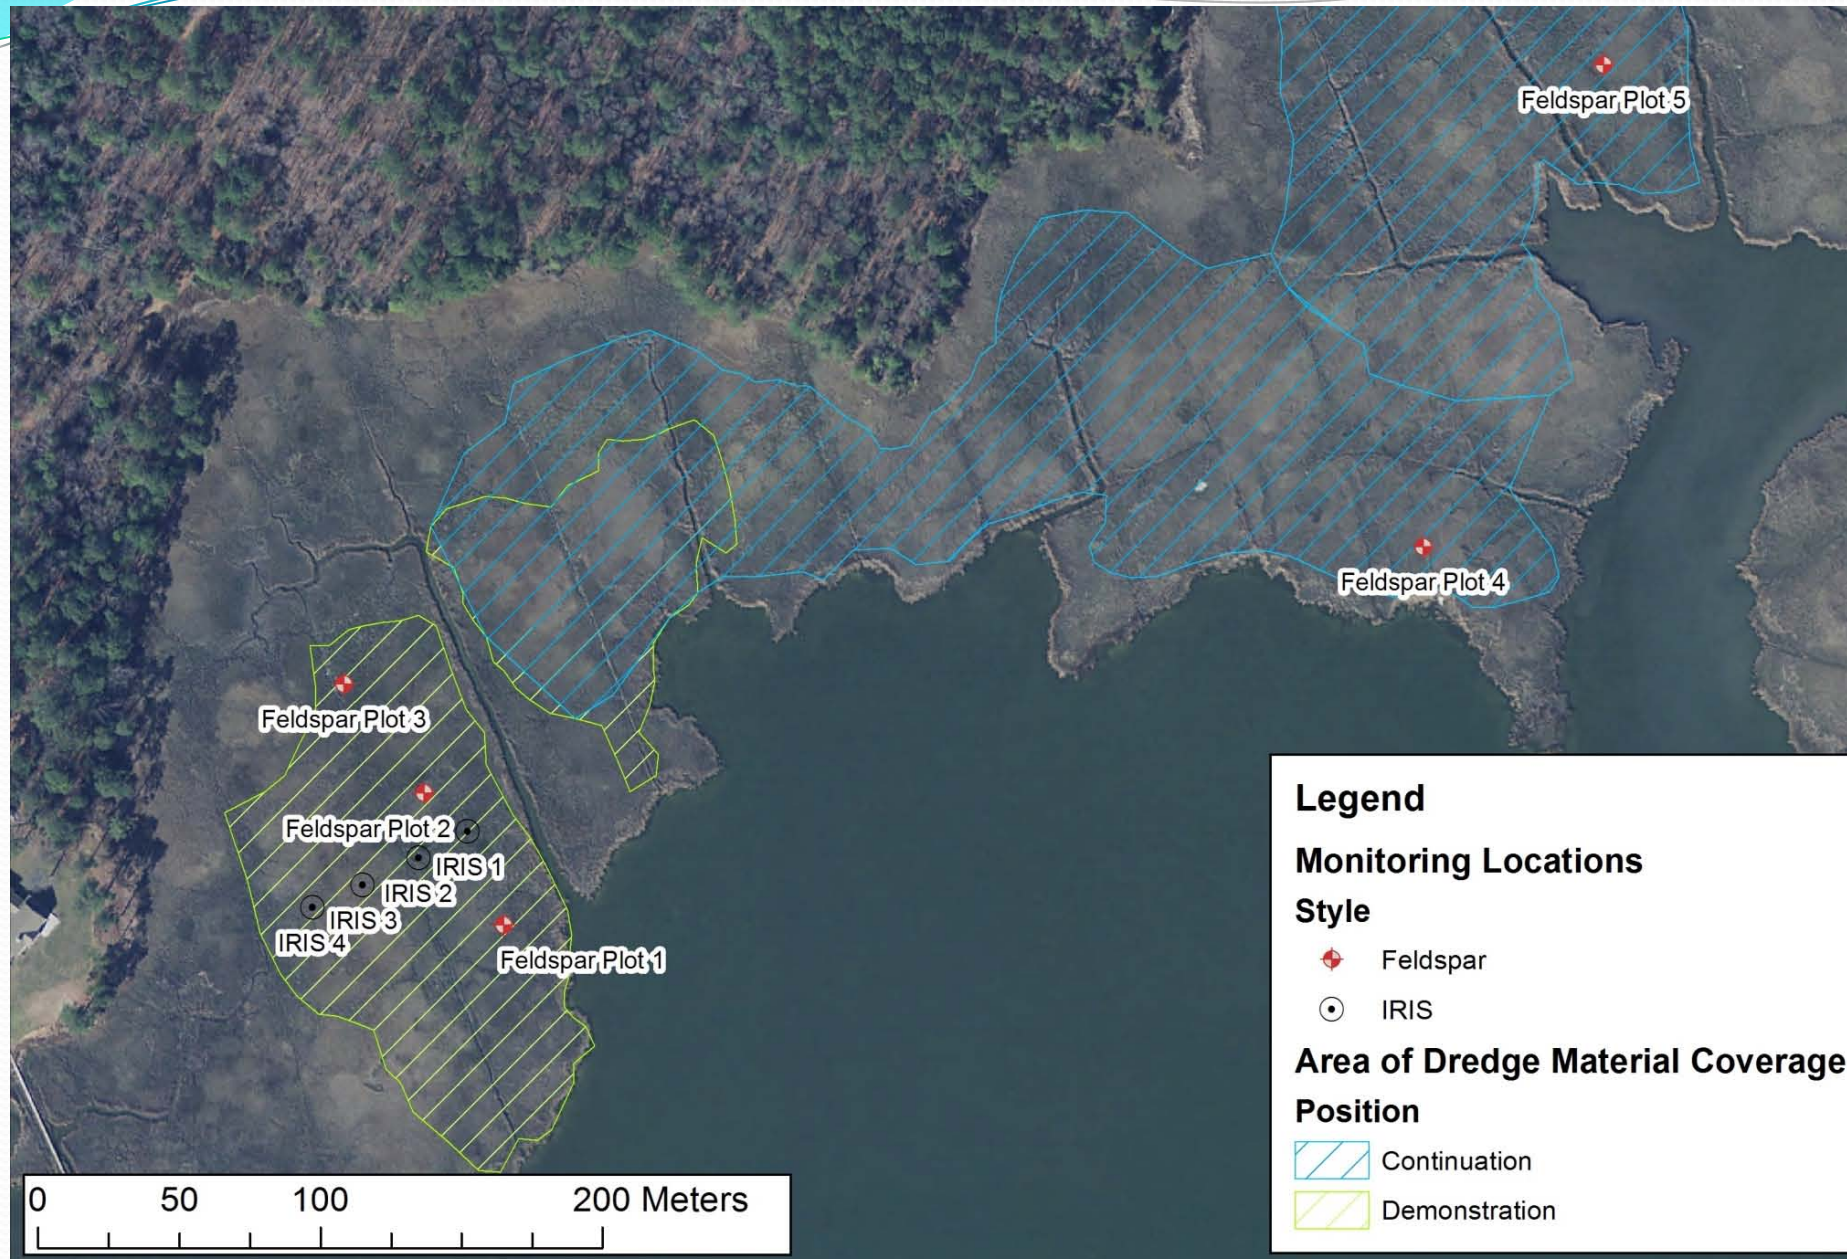 Feldspar Plot 5
Feldspar Plot 4
Feldspar Plot 3
Feldspar Plot 2
IRIS 1
IRIS 2
IRIS 3
IRIS 4
Feldspar Plot 1
Legend
Monitoring Locations
Style
Feldspar
IRIS
Area of Dredge Material Coverage
Position
Continuation
Demonstration
0 50 100 200 Meters